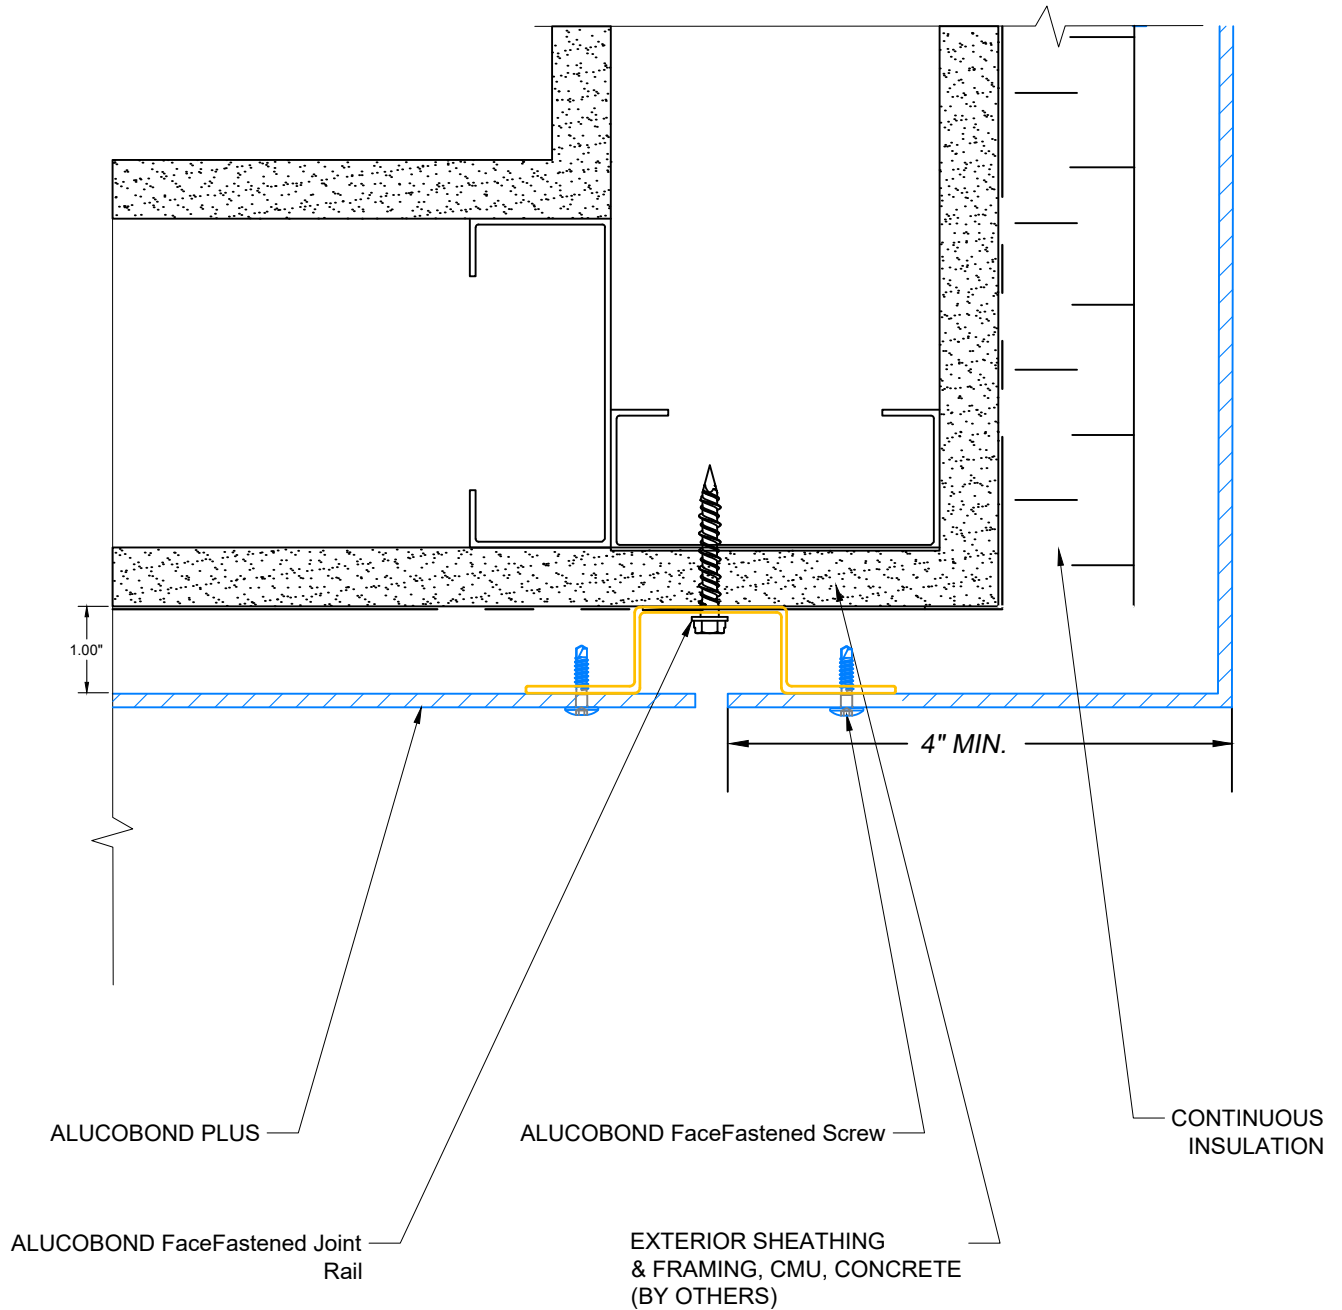 1.00"
4" MIN.
ALUCOBOND PLUS
ALUCOBOND FaceFastened Screw
CONTINUOUS
INSULATION
ALUCOBOND FaceFastened Joint
Rail
EXTERIOR SHEATHING
& FRAMING, CMU, CONCRETE
(BY OTHERS)